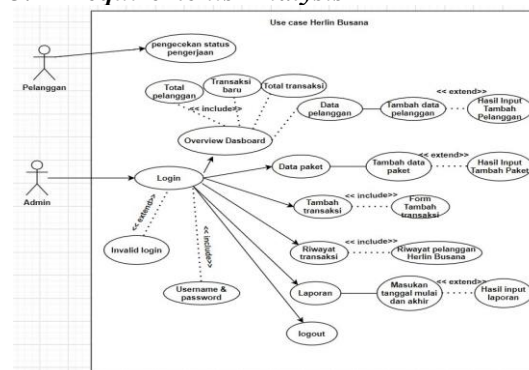 Use case Herlin Busana
pengecekan status
pengerjaan
Pelanggan
Total
pelanggan
Transaksi
baru
Total transaksi
<< include>>
Data
pelanggan
Tambah data
pelanggan
<< extend>>
Hasil Input
Tambah
Pelanggan
Overview Dasboard
Admin
Login
Data paket
Tambah data
paket
<< extend>>
Hasil Input
Tambah Paket
Tambah
transaksi
<< include>>
Form
Tambah
transaksi
<< extend>>
<< include>>
Invalid login
Riwayat
transaksi
<< include>>
Riwayat pelanggan
Herlin Busana
Username &
password
Laporan
Masukan
tanggal mulai
dan akhir
<< extend>>
Hasil input
laporan
logout